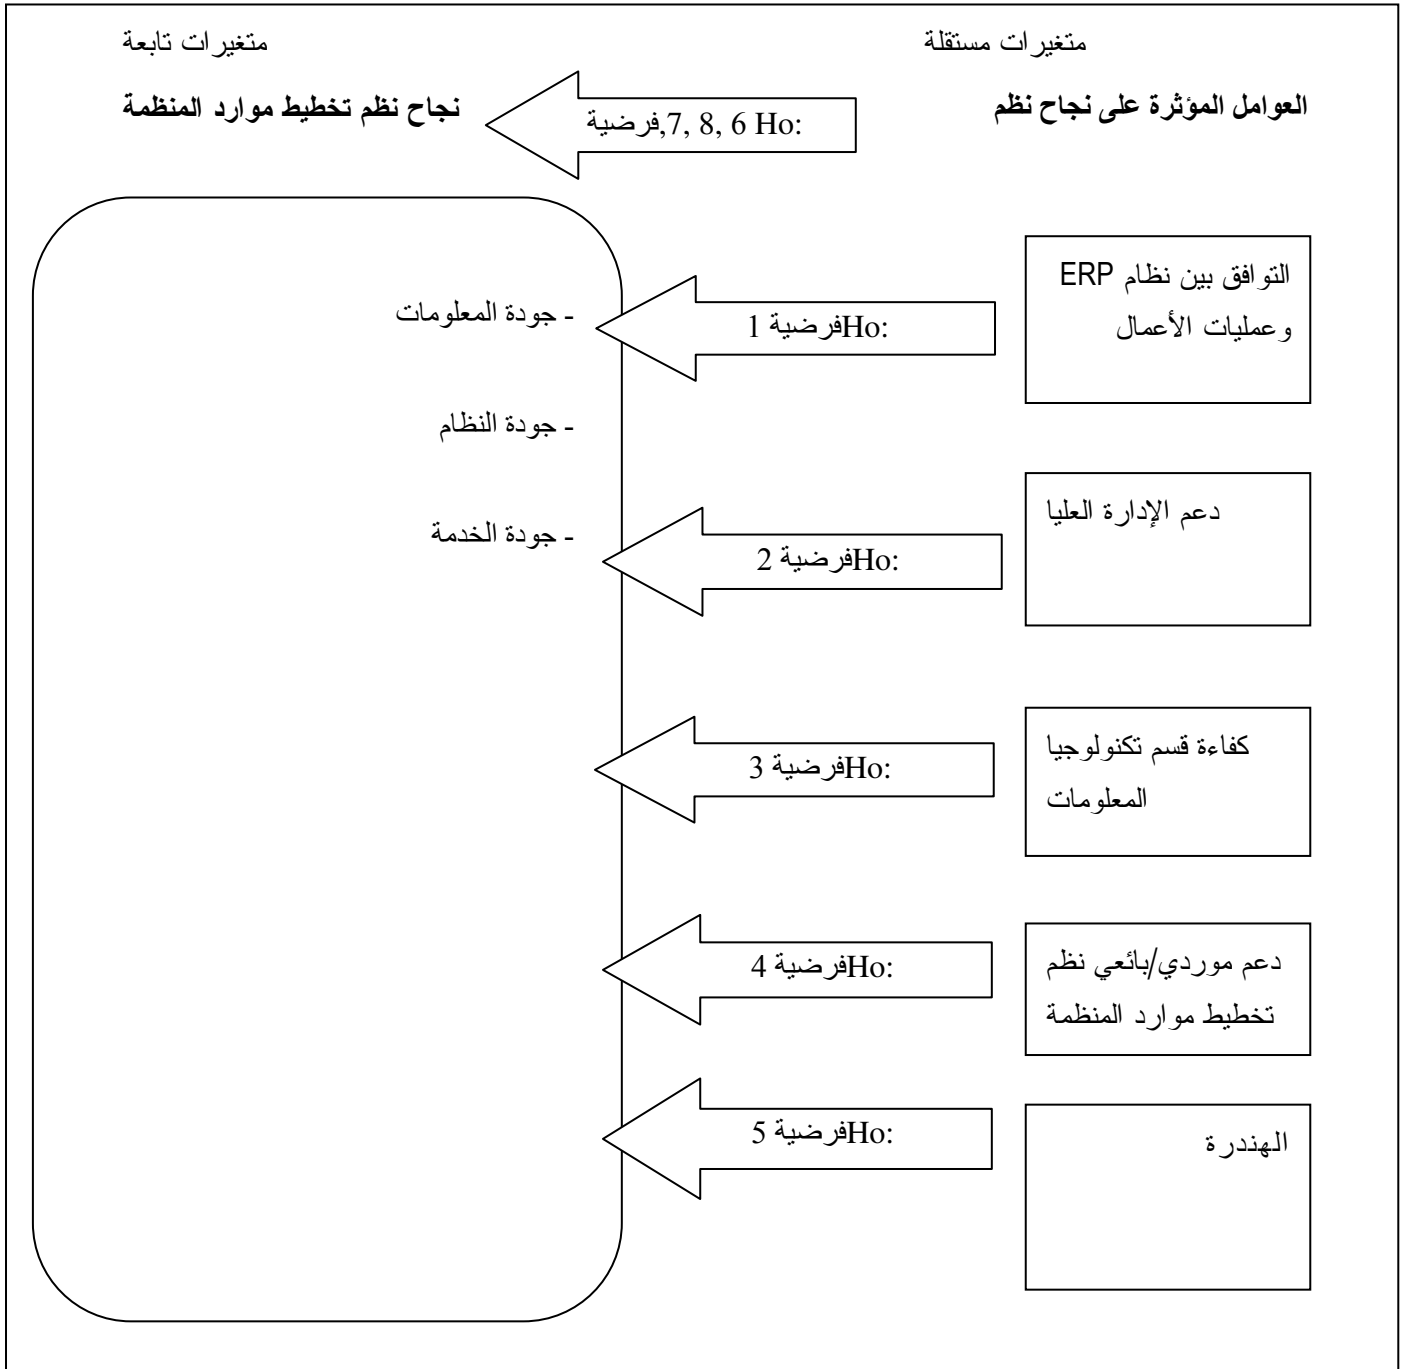 متغيرات مستقلة
متغيرات تابعة
العوامل المؤثرة على نجاح نظم
فرضية ,7, 8, 6 Ho:
نجاح نظم تخطيط موارد المنظمة
التوافق بين نظام ERP
وعمليات الأعمال
Ho:فرضية 1
- جودة المعلومات
- جودة النظام
دعم الإدارة العليا
Ho:فرضية 2
- جودة الخدمة
كفاءة قسم تكنولوجيا
المعلومات
Ho:فرضية 3
دعم موردي/بائعي نظم
تخطيط موارد المنظمة
Ho:فرضية 4
الهندرة
Ho:فرضية 5